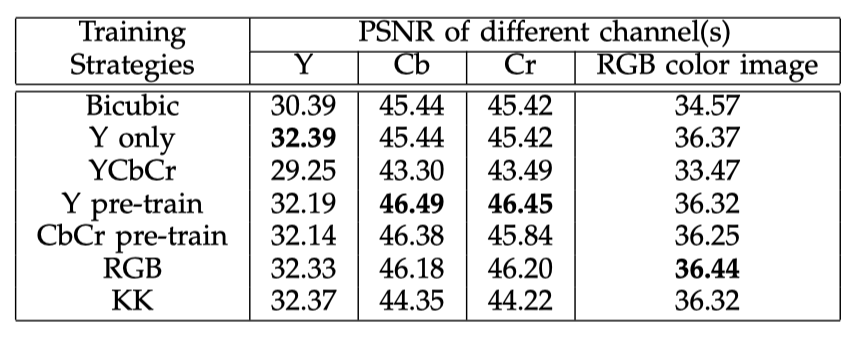 Training Strategies | PSNR of different channel(s)
Y | Cb | Cr | RGB color image
Bicubic | 30.39 | 45.44 | 45.42 | 34.57
Y only | 32.39 | 45.44 | 45.42 | 36.37
YCbCr | 29.25 | 43.30 | 43.49 | 33.47
Y pre-train | 32.19 | 46.49 | 46.45 | 36.32
CbCr pre-train | 32.14 | 46.38 | 45.84 | 36.25
RGB | 32.33 | 46.18 | 46.20 | 36.44
KK | 32.37 | 44.35 | 44.22 | 36.32